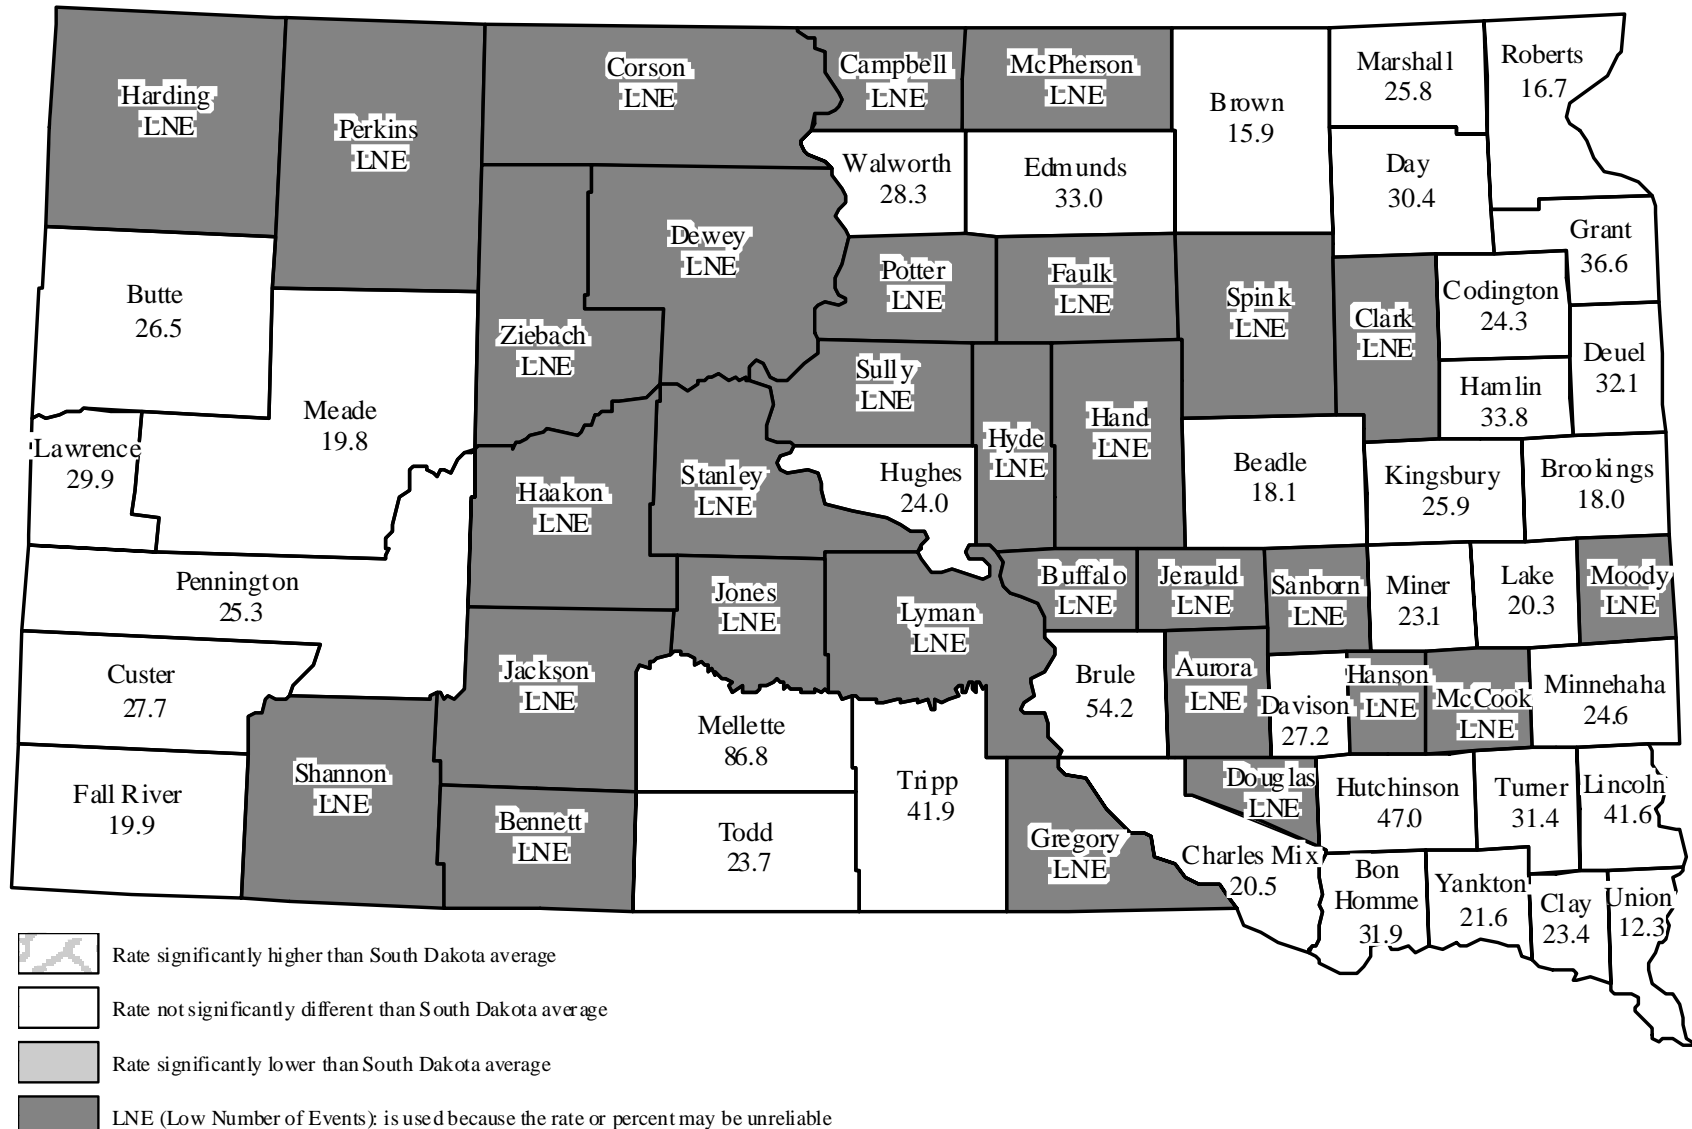 Harding
LNE
Perkins
LNE
Corson
LNE
Campbell
LNE
McPherson
LNE
Brown
15.9
Marshall
25.8
Roberts
16.7
Walworth
28.3
Edmunds
33.0
Day
30.4
Grant
36.6
Butte
26.5
Dewey
LNE
Potter
LNE
Faulk
LNE
Spink
LNE
Clark
LNE
Codington
24.3
Ziebach
LNE
Deuel
32.1
Meade
19.8
Sully
LNE
Hamlin
33.8
Lawrence
29.9
Hyde
LNE
Hand
LNE
Haakon
LNE
Stanley
LNE
Hughes
24.0
Beadle
18.1
Kingsbury
25.9
Brookings
18.0
Pennington
25.3
Jones
LNE
Lyman
LNE
Buffalo
LNE
Jerauld
LNE
Sanborn
LNE
Miner
23.1
Lake
20.3
Moody
LNE
Custer
27.7
Jackson
LNE
Brule
54.2
Aurora
LNE
Davison
27.2
Hanson
LNE
McCook
LNE
Minnehaha
24.6
Mellette
86.8
Fall River
19.9
Shannon
LNE
Bennett
LNE
Todd
23.7
Tripp
41.9
Gregory
LNE
Douglas
LNE
Charles Mix
20.5
Hutchinson
47.0
Turner
31.4
Lincoln
41.6
Bon
Homme
31.9
Yankton
21.6
Clay
23.4
Union
12.3
Rate significantly higher than South Dakota average
Rate not significantly different than South Dakota average
Rate significantly lower than South Dakota average
LNE (Low Number of Events): is used because the rate or percent may be unreliable